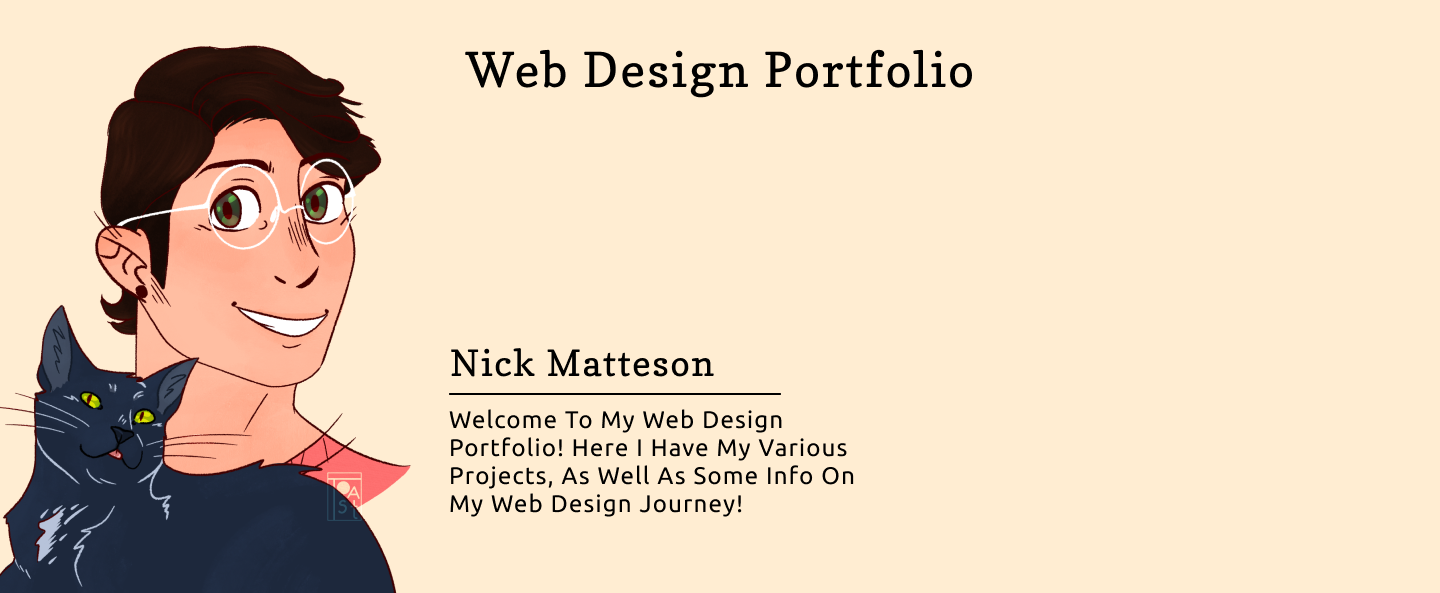 Web Design Portfolio
Nick Matteson
Welcome To My Web Design
Portfolio! Here I Have My Various
Projects, As Well As Some Info On
My Web Design Journey!